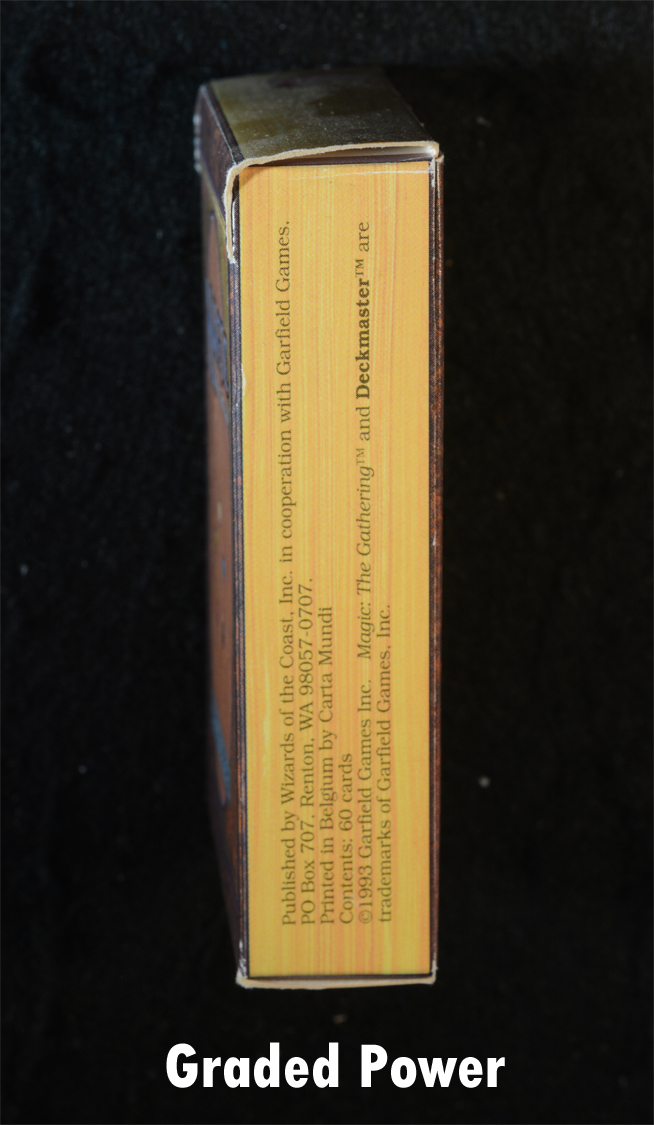 Published by Wizards of the Coast, Inc. in cooperation with Garfield Games.
PO Box 707, Renton, WA 98057-0707.
Printed in Belgium by Carta Mundi
Contents: 60 cards
©1993 Garfield Games Inc. Magic: The Gathering™ and Deckmaster™ are
trademarks of Garfield Games, Inc.
Graded Power